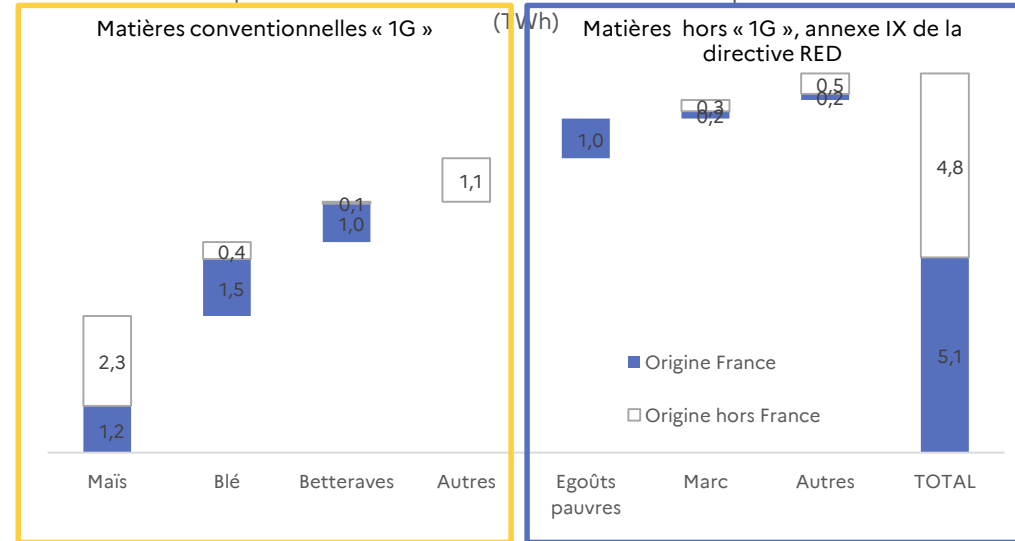 (TWh)
Matières conventionnelles « 1G »
Matières hors « 1G », annexe IX de la
directive RED
2,3
1,2
0,4
1,5
0,1
1,0
1,1
1,0
0,3
0,2
0,5
0,2
4,8
5,1
Origine France
Origine hors France
Maïs
Blé
Betteraves
Autres
Egoûts
pauvres
Marc
Autres
TOTAL